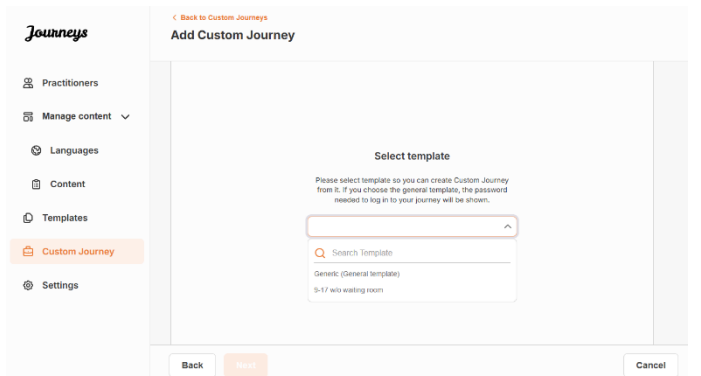 Journeys
Back to Custom Journeys
Add Custom Journey
Practitioners
Manage content
Languages
Content
Templates
Custom Journey
Settings
Select template
Please select template so you can create Custom Journey
from it. If you choose the general template, the password
needed to log in to your journey will be shown.
Search Template
Generic (General template)
5-17 w/o waiting room
Back
Next
Cancel